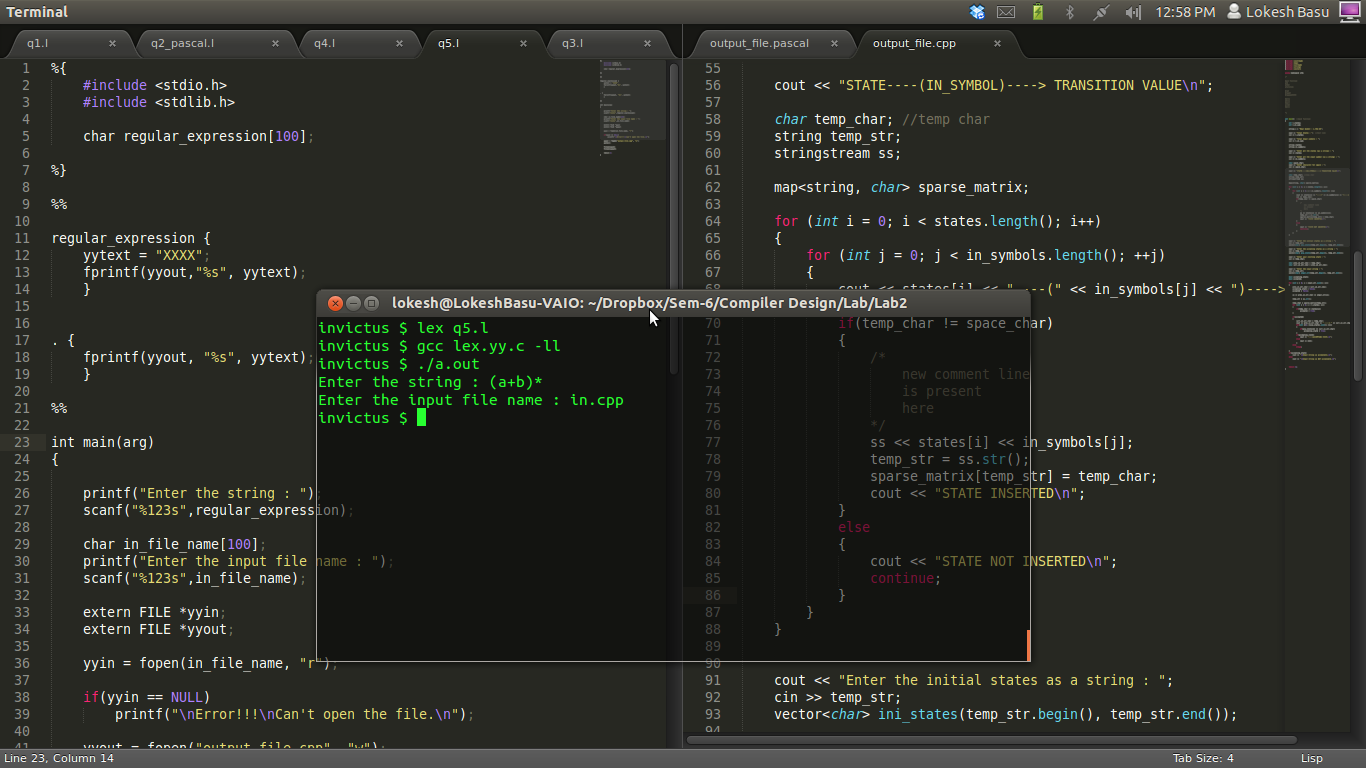 Terminal
12:58 PM
Lokesh Basu
q1.l
q2_pascal.l
q4.l
q5.l
q3.l
output_file.pascal
output_file.cpp
1 %{
2 #include <stdio.h>
3 #include <stdlib.h>
4
5 char regular_expression[100];
6
7 %}
8
9 %%
10
11 regular_expression {
12 yytext = "XXXX";
13 fprintf(yyout,"%s", yytext);
14 }
15
16
17 . {
18 fprintf(yyout, "%s", yytext);
19 }
20
21 %%
22
23 int main(arg)
24 {
25
26 printf("Enter the string : ");
27 scanf("%123s",regular_expression);
28
29 char in_file_name[100];
30 printf("Enter the input file name : ");
31 scanf("%123s",in_file_name);
32
33 extern FILE *yyin;
34 extern FILE *yyout;
35
36 yyin = fopen(in_file_name, "r");
37
38 if(yyin == NULL)
39 printf("\nError!!!\nCan't open the file.\n");
40
41 yyout = fopen("output_file.cpp", "w");
lokesh@LokeshBasu-VAIO: ~/Dropbox/Sem-6/Compiler Design/Lab/Lab2
invictus $ lex q5.l
invictus $ gcc lex.yy.c -ll
invictus $ ./a.out
Enter the string : (a+b)*
Enter the input file name : in.cpp
invictus $
55
56 cout << "STATE----(IN_SYMBOL)----> TRANSITION VALUE\n";
57
58 char temp_char; //temp char
59 string temp_str;
60 stringstream ss;
61
62 map<string, char> sparse_matrix;
63
64 for (int i = 0; i < states.length(); i++)
65 {
66 for (int j = 0; j < in_symbols.length(); ++j)
67 {
68 cout << states[i] << " ---(" << in_symbols[j] << ")---->
70 if(temp_char != space_char)
71 {
72 /*
73 new comment line
74 is present
75 here
76 */
77 ss << states[i] << in_symbols[j];
78 temp_str = ss.str();
79 sparse_matrix[temp_str] = temp_char;
80 cout << "STATE INSERTED\n";
81 }
82 else
83 {
84 cout << "STATE NOT INSERTED\n";
85 continue;
86 }
87 }
88 }
89
90
91 cout << "Enter the initial states as a string : ";
92 cin >> temp_str;
93 vector<char> ini_states(temp_str.begin(), temp_str.end());
94
Line 23, Column 14
Tab Size: 4
Lisp